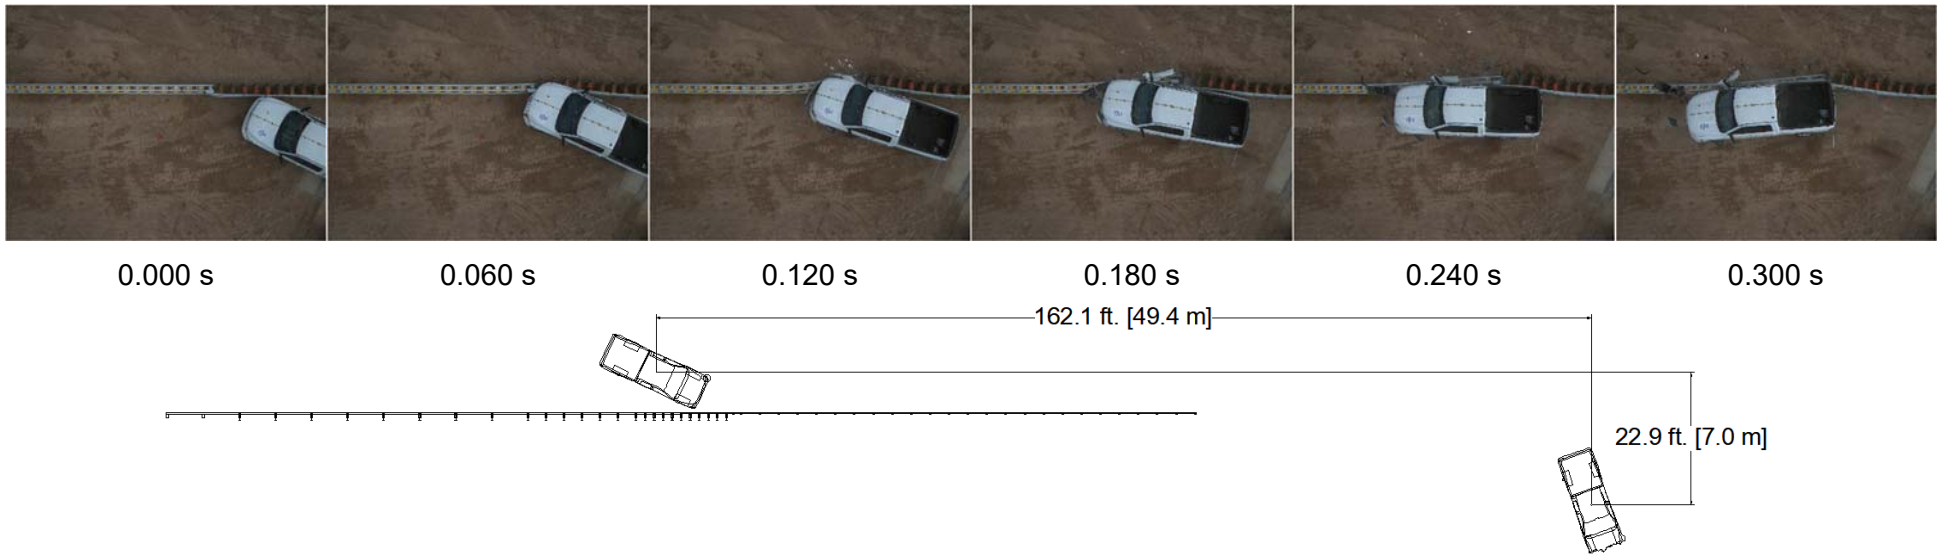 0.000 s 0.060 s 0.120 s 0.180 s 0.240 s 0.300 s
162.1 ft. [49.4 m]
22.9 ft. [7.0 m]